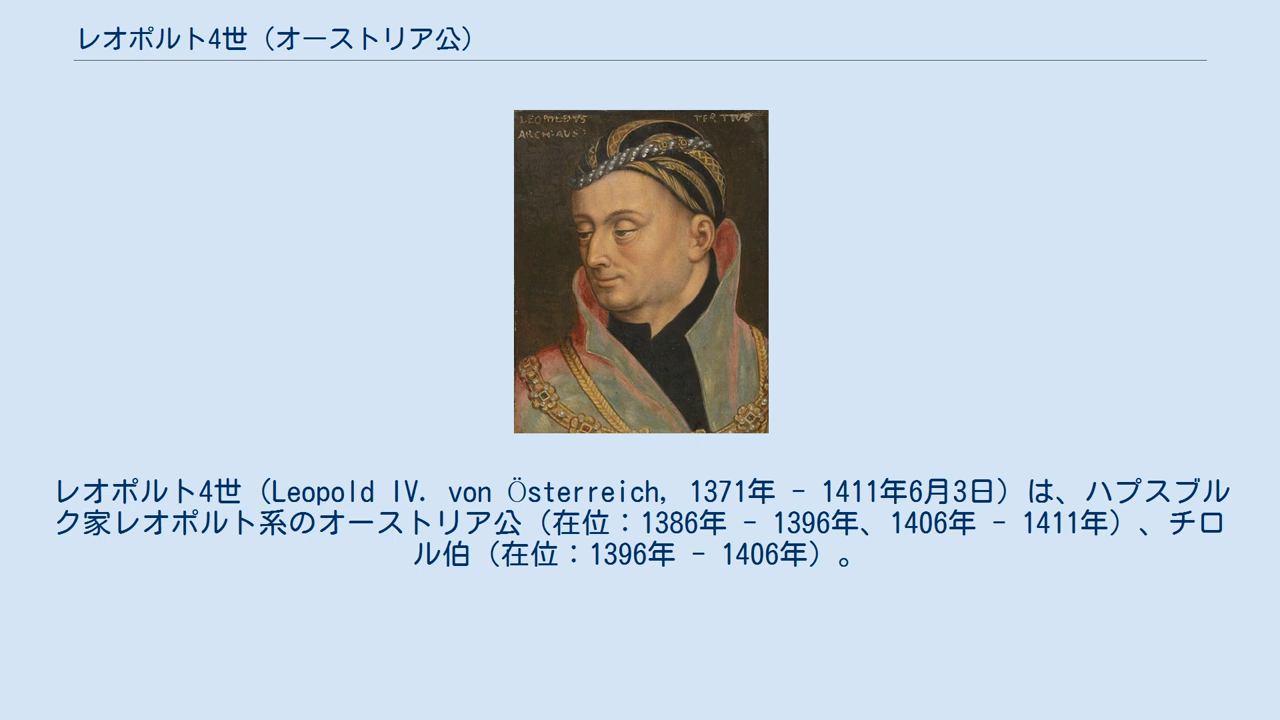 レオポルト4世（オーストリア公）
LEOPOLDVS TERTIVS
ARCH:AVS:
レオポルト4世（Leopold IV. von Österreich, 1371年 - 1411年6月3日）は、ハプスブル
ク家レオポルト系のオーストリア公（在位：1386年 - 1396年、1406年 - 1411年）、チロ
ル伯（在位：1396年 - 1406年）。